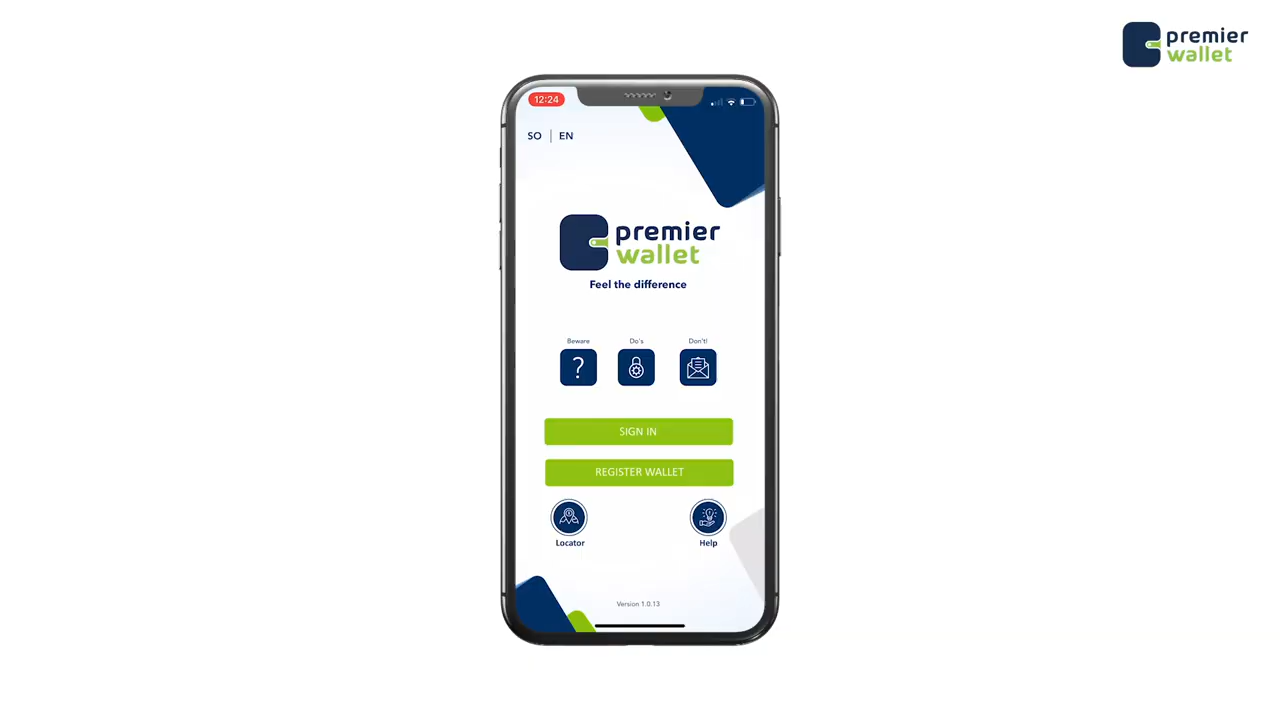 premier
wallet
12:24
SO | EN
premier
wallet
Feel the difference
Beware
Do's
Don't!
?
SIGN IN
REGISTER WALLET
Locator
Help
Version 1.0.13